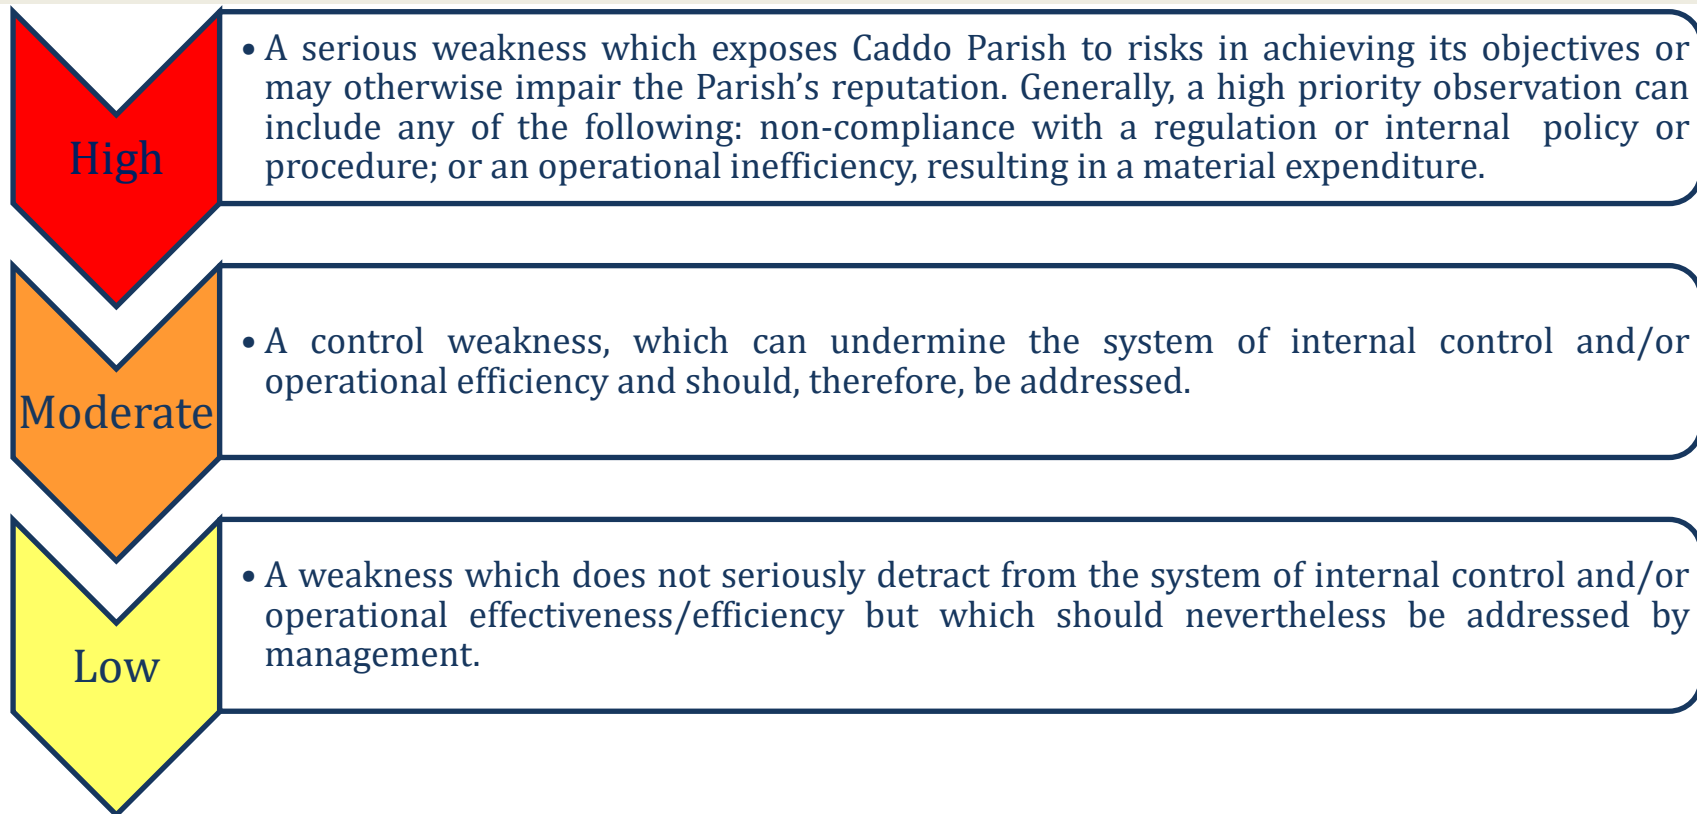 High
• A serious weakness which exposes Caddo Parish to risks in achieving its objectives or
may otherwise impair the Parish’s reputation. Generally, a high priority observation can
include any of the following: non-compliance with a regulation or internal policy or
procedure; or an operational inefficiency, resulting in a material expenditure.
Moderate
• A control weakness, which can undermine the system of internal control and/or
operational efficiency and should, therefore, be addressed.
Low
• A weakness which does not seriously detract from the system of internal control and/or
operational effectiveness/efficiency but which should nevertheless be addressed by
management.